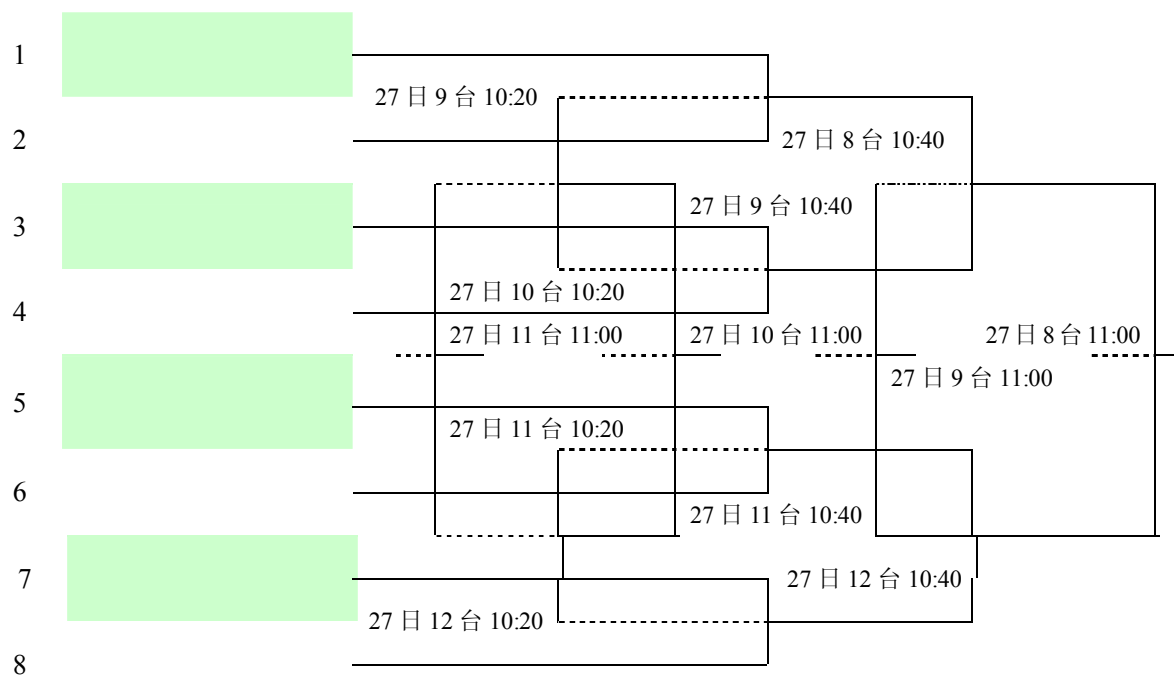 1
27 日 9 台 10:20
2
27 日 8 台 10:40
3
27 日 9 台 10:40
27 日 10 台 10:20
4
27 日 11 台 11:00
27 日 10 台 11:00
27 日 8 台 11:00
27 日 9 台 11:00
5
27 日 11 台 10:20
6
27 日 11 台 10:40
7
27 日 12 台 10:40
27 日 12 台 10:20
8